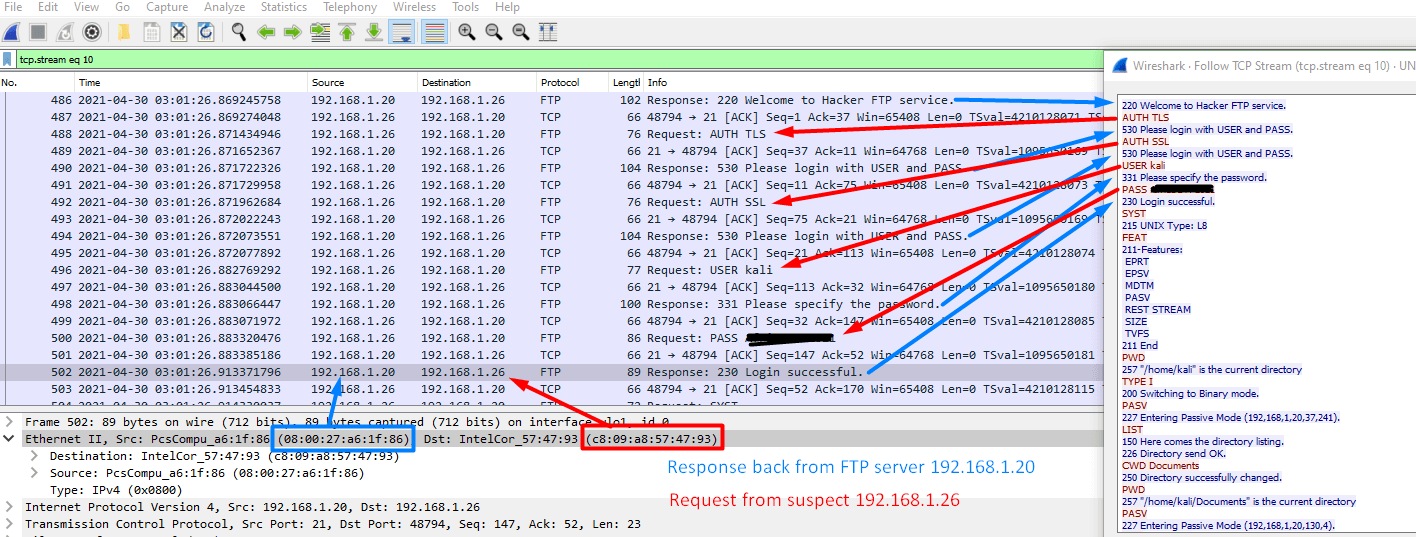 File Edit View Go Capture Analyze Statistics Telephony Wireless Tools Help
tcp.stream eq 10
No. Time Source Destination Protocol Lengtl Info
486 2021-04-30 03:01:26.869245758 192.168.1.20 192.168.1.26 FTP 102 Response: 220 Welcome to Hacker FTP service.
487 2021-04-30 03:01:26.869274048 192.168.1.26 192.168.1.20 TCP 66 48794 → 21 [ACK] Seq=1 Ack=37 Win=65408 Len=0 TSval=4210128071 TS
488 2021-04-30 03:01:26.871434946 192.168.1.26 192.168.1.20 FTP 76 Request: AUTH TLS
489 2021-04-30 03:01:26.871652367 192.168.1.20 192.168.1.26 TCP 66 21 → 48794 [ACK] Seq=37 Ack=11 Win=64768 Len=0 TSval=1095650169 TS
490 2021-04-30 03:01:26.871722326 192.168.1.20 192.168.1.26 FTP 104 Response: 530 Please login with USER and PASS.
491 2021-04-30 03:01:26.871729958 192.168.1.26 192.168.1.20 TCP 66 48794 → 21 [ACK] Seq=11 Ack=75 Win=65408 Len=0 TSval=4210128073 TS
492 2021-04-30 03:01:26.871962684 192.168.1.26 192.168.1.20 FTP 76 Request: AUTH SSL
493 2021-04-30 03:01:26.872022243 192.168.1.20 192.168.1.26 TCP 66 21 → 48794 [ACK] Seq=75 Ack=21 Win=64768 Len=0 TSval=1095650169 TS
494 2021-04-30 03:01:26.872073551 192.168.1.20 192.168.1.26 FTP 104 Response: 530 Please login with USER and PASS.
495 2021-04-30 03:01:26.872077892 192.168.1.26 192.168.1.20 TCP 66 48794 → 21 [ACK] Seq=21 Ack=113 Win=65408 Len=0 TSval=4210128074 T
496 2021-04-30 03:01:26.882769292 192.168.1.26 192.168.1.20 FTP 77 Request: USER kali
497 2021-04-30 03:01:26.883044500 192.168.1.20 192.168.1.26 TCP 66 21 → 48794 [ACK] Seq=113 Ack=32 Win=64768 Len=0 TSval=1095650180 T
498 2021-04-30 03:01:26.883066447 192.168.1.20 192.168.1.26 FTP 100 Response: 331 Please specify the password.
499 2021-04-30 03:01:26.883071972 192.168.1.26 192.168.1.20 TCP 66 48794 → 21 [ACK] Seq=32 Ack=147 Win=65408 Len=0 TSval=4210128085 T
500 2021-04-30 03:01:26.883320476 192.168.1.26 192.168.1.20 FTP 86 Request: PASS
501 2021-04-30 03:01:26.883385186 192.168.1.20 192.168.1.26 TCP 66 21 → 48794 [ACK] Seq=147 Ack=52 Win=64768 Len=0 TSval=1095650181 T
502 2021-04-30 03:01:26.913371796 192.168.1.20 192.168.1.26 FTP 89 Response: 230 Login successful.
503 2021-04-30 03:01:26.913454833 192.168.1.26 192.168.1.20 TCP 66 48794 → 21 [ACK] Seq=52 Ack=170 Win=65408 Len=0 TSval=4210128115 T
Frame 502: 89 bytes on wire (712 bits), 89 bytes captured (712 bits) on interface wlo1, id 0
Ethernet II, Src: PcsCompu_a6:1f:86 (08:00:27:a6:1f:86) Dst: IntelCor_57:47:93 (c8:09:a8:57:47:93)
Destination: IntelCor_57:47:93 (c8:09:a8:57:47:93)
Source: PcsCompu_a6:1f:86 (08:00:27:a6:1f:86)
Type: IPv4 (0x0800)
Internet Protocol Version 4, Src: 192.168.1.20, Dst: 192.168.1.26
Transmission Control Protocol, Src Port: 21, Dst Port: 48794, Seq: 147, Ack: 52, Len: 23
Response back from FTP server 192.168.1.20
Request from suspect 192.168.1.26
Wireshark · Follow TCP Stream (tcp.stream eq 10) · UN
220 Welcome to Hacker FTP service.
AUTH TLS
530 Please login with USER and PASS.
AUTH SSL
530 Please login with USER and PASS.
USER kali
331 Please specify the password.
PASS
230 Login successful.
SYST
215 UNIX Type: L8
FEAT
211-Features:
EPRT
EPSV
MDTM
PASV
REST STREAM
SIZE
TVFS
211 End
PWD
257 "/home/kali" is the current directory
TYPE I
200 Switching to Binary mode.
PASV
227 Entering Passive Mode (192,168,1,20,37,241).
LIST
150 Here comes the directory listing.
226 Directory send OK.
CWD Documents
250 Directory successfully changed.
PWD
257 "/home/kali/Documents" is the current directory
PASV
227 Entering Passive Mode (192,168,1,20,130,4).